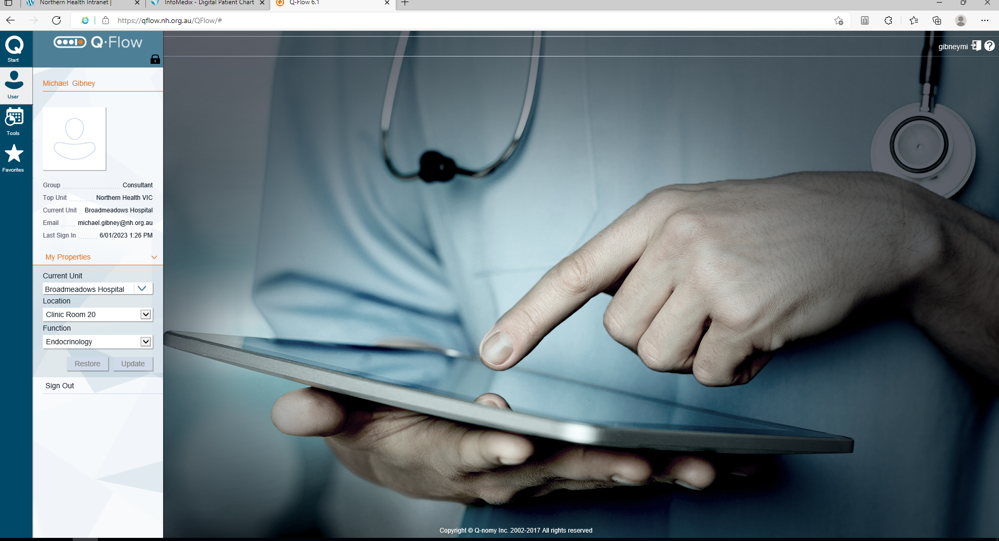 Northern Health Intranet |
InfoMedix - Digital Patient Chart
Q-Flow 6.1
https://qflow.nh.org.au/QFlow/#
Q·Flow
gibneymi
Start
User
Tools
Favorites
Michael Gibney
Group Consultant
Top Unit Northern Health VIC
Current Unit Broadmeadows Hospital
Email michael.gibney@nh.org.au
Last Sign In 6/01/2023 1:26 PM
My Properties
Current Unit
Broadmeadows Hospital
Location
Clinic Room 20
Function
Endocrinology
Restore Update
Sign Out
Copyright © Q-nomy Inc. 2002-2017 All rights reserved